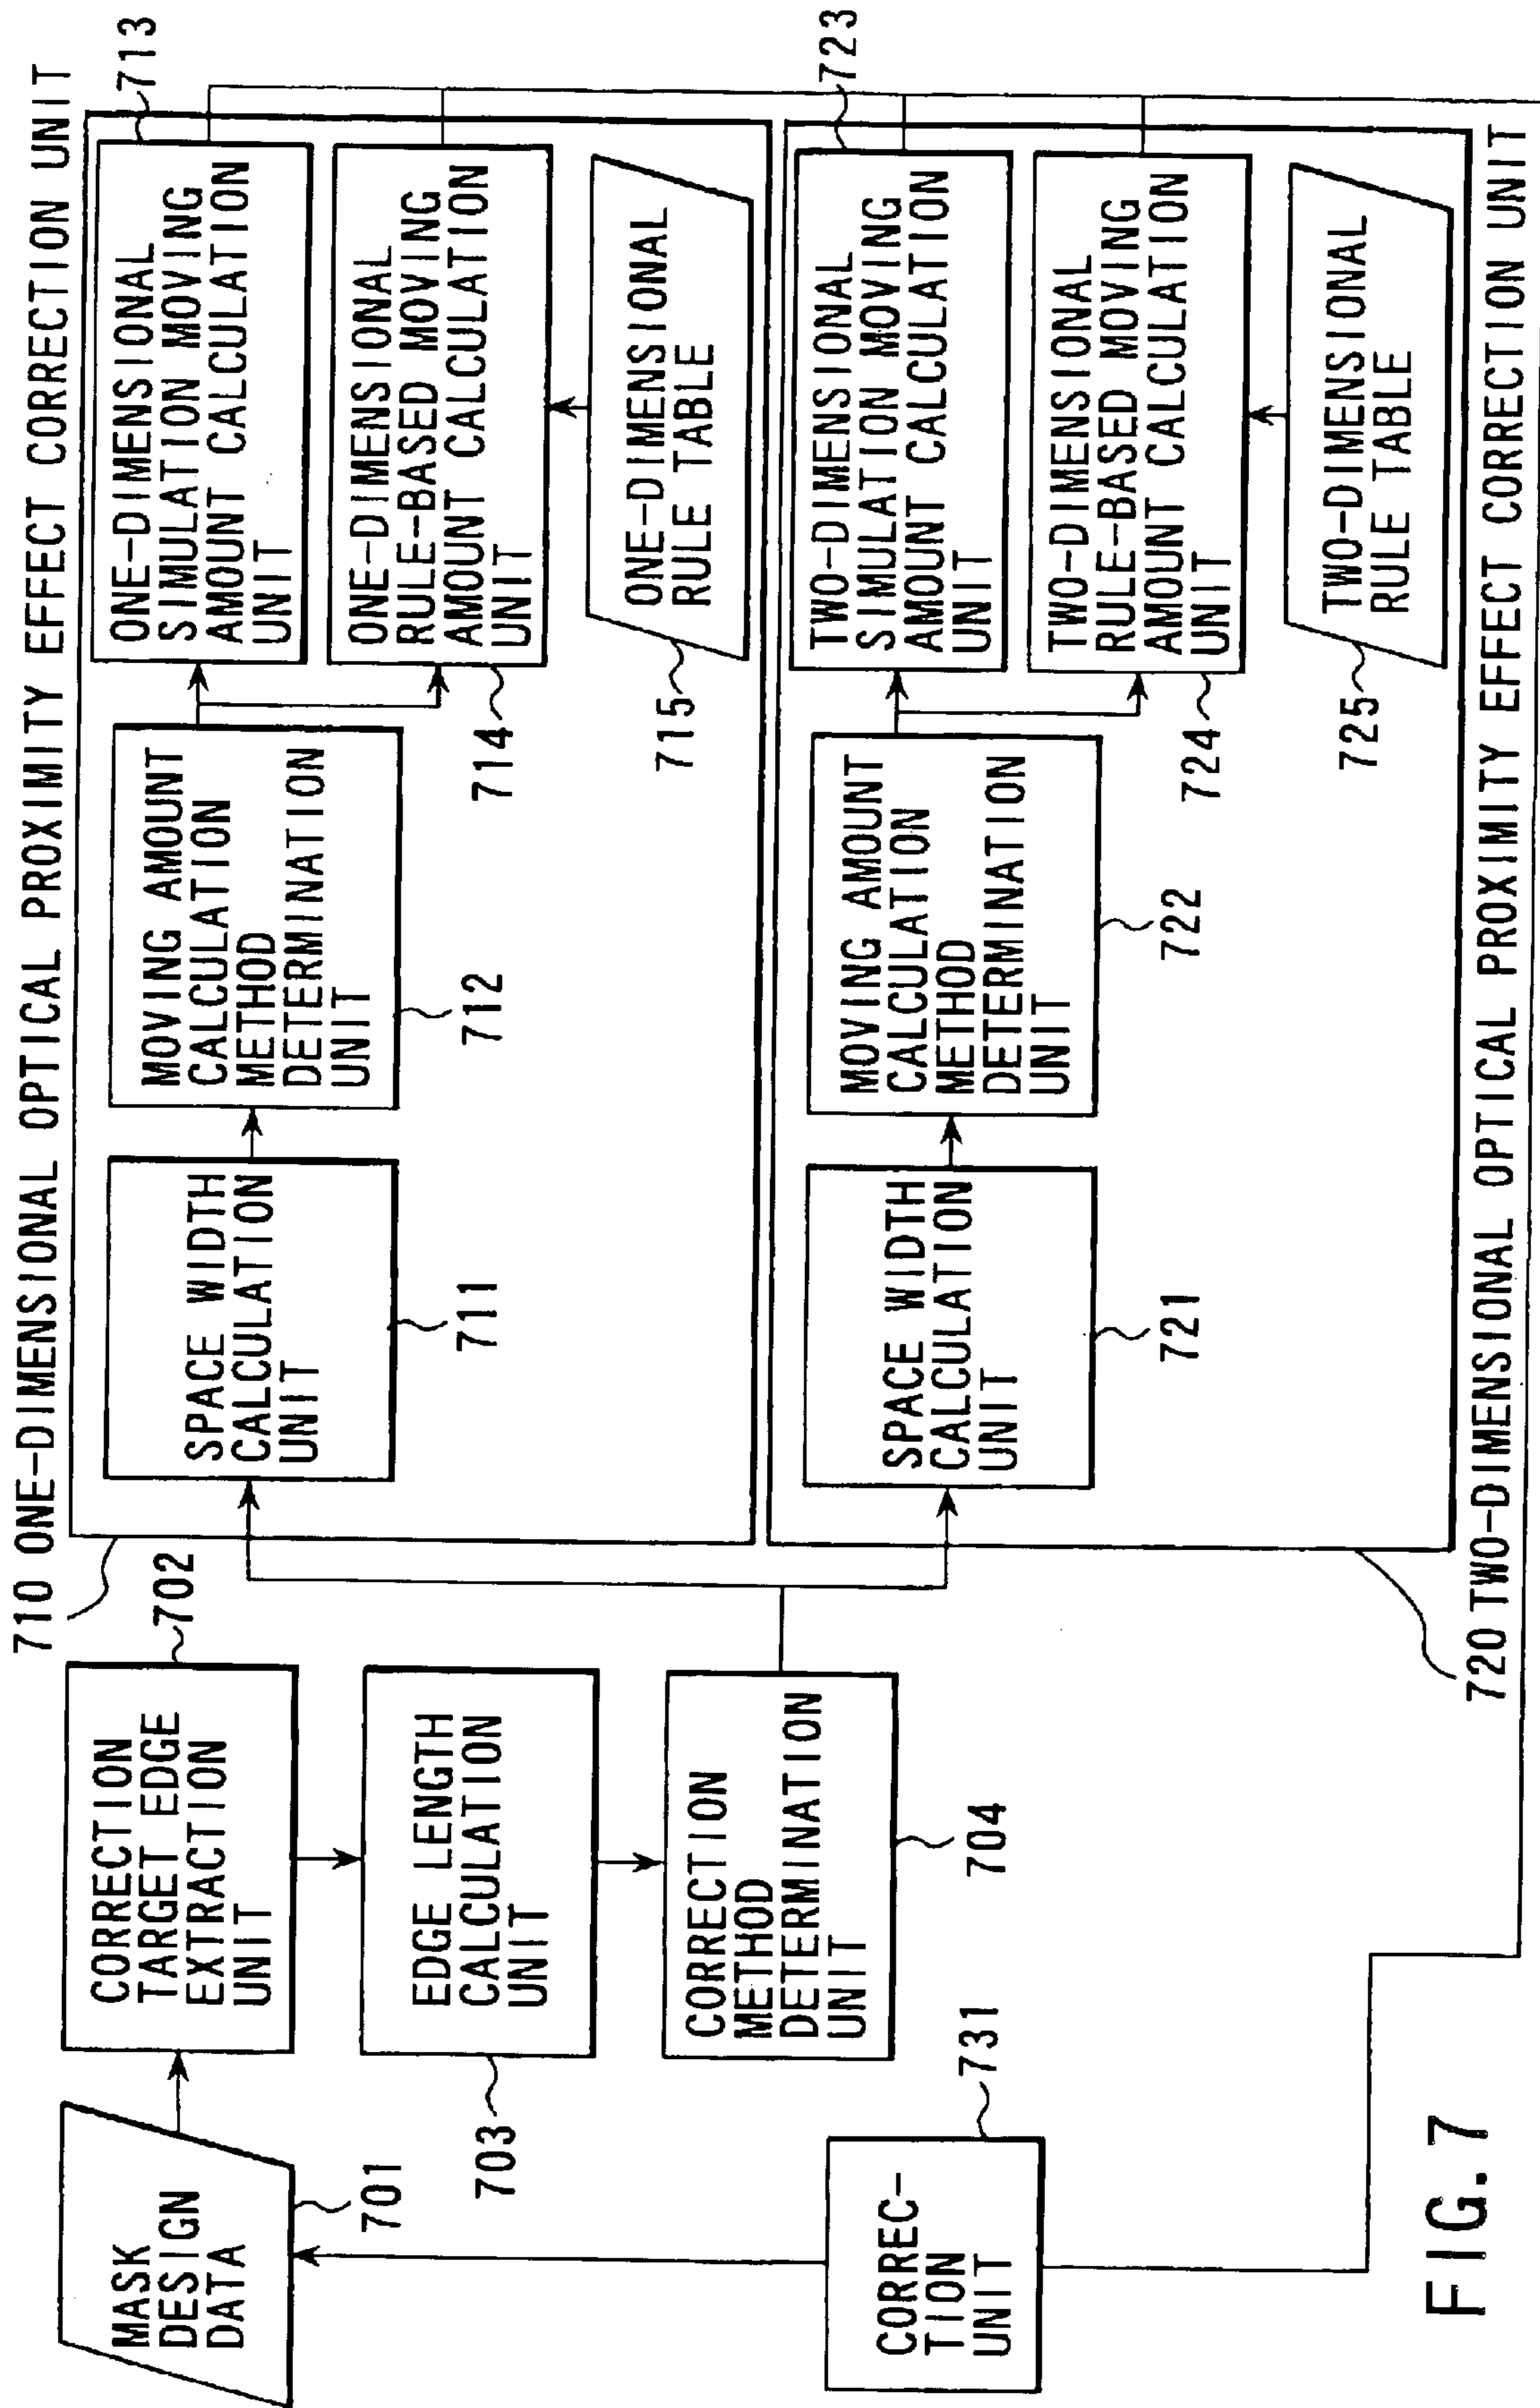 710 ONE-DIMENSIONAL OPTICAL PROXIMITY EFFECT CORRECTION UNIT
MASK
DESIGN
DATA
701
CORRECTION
TARGET EDGE
EXTRACTION
UNIT
702
EDGE LENGTH
CALCULATION
UNIT
703
CORRECTION
METHOD
DETERMINATION
UNIT
704
SPACE WIDTH
CALCULATION
UNIT
711
MOVING AMOUNT
CALCULATION
METHOD
DETERMINATION
UNIT
712
ONE-DIMENSIONAL
SIMULATION MOVING
AMOUNT CALCULATION
UNIT
713
ONE-DIMENSIONAL
RULE-BASED MOVING
AMOUNT CALCULATION
UNIT
714
ONE-DIMENSIONAL
RULE TABLE
715
SPACE WIDTH
CALCULATION
UNIT
721
MOVING AMOUNT
CALCULATION
METHOD
DETERMINATION
UNIT
722
TWO-DIMENSIONAL
SIMULATION MOVING
AMOUNT CALCULATION
UNIT
723
TWO-DIMENSIONAL
RULE-BASED MOVING
AMOUNT CALCULATION
UNIT
724
TWO-DIMENSIONAL
RULE TABLE
725
720 TWO-DIMENSIONAL OPTICAL PROXIMITY EFFECT CORRECTION UNIT
CORREC-
TION
UNIT
731
FIG. 7